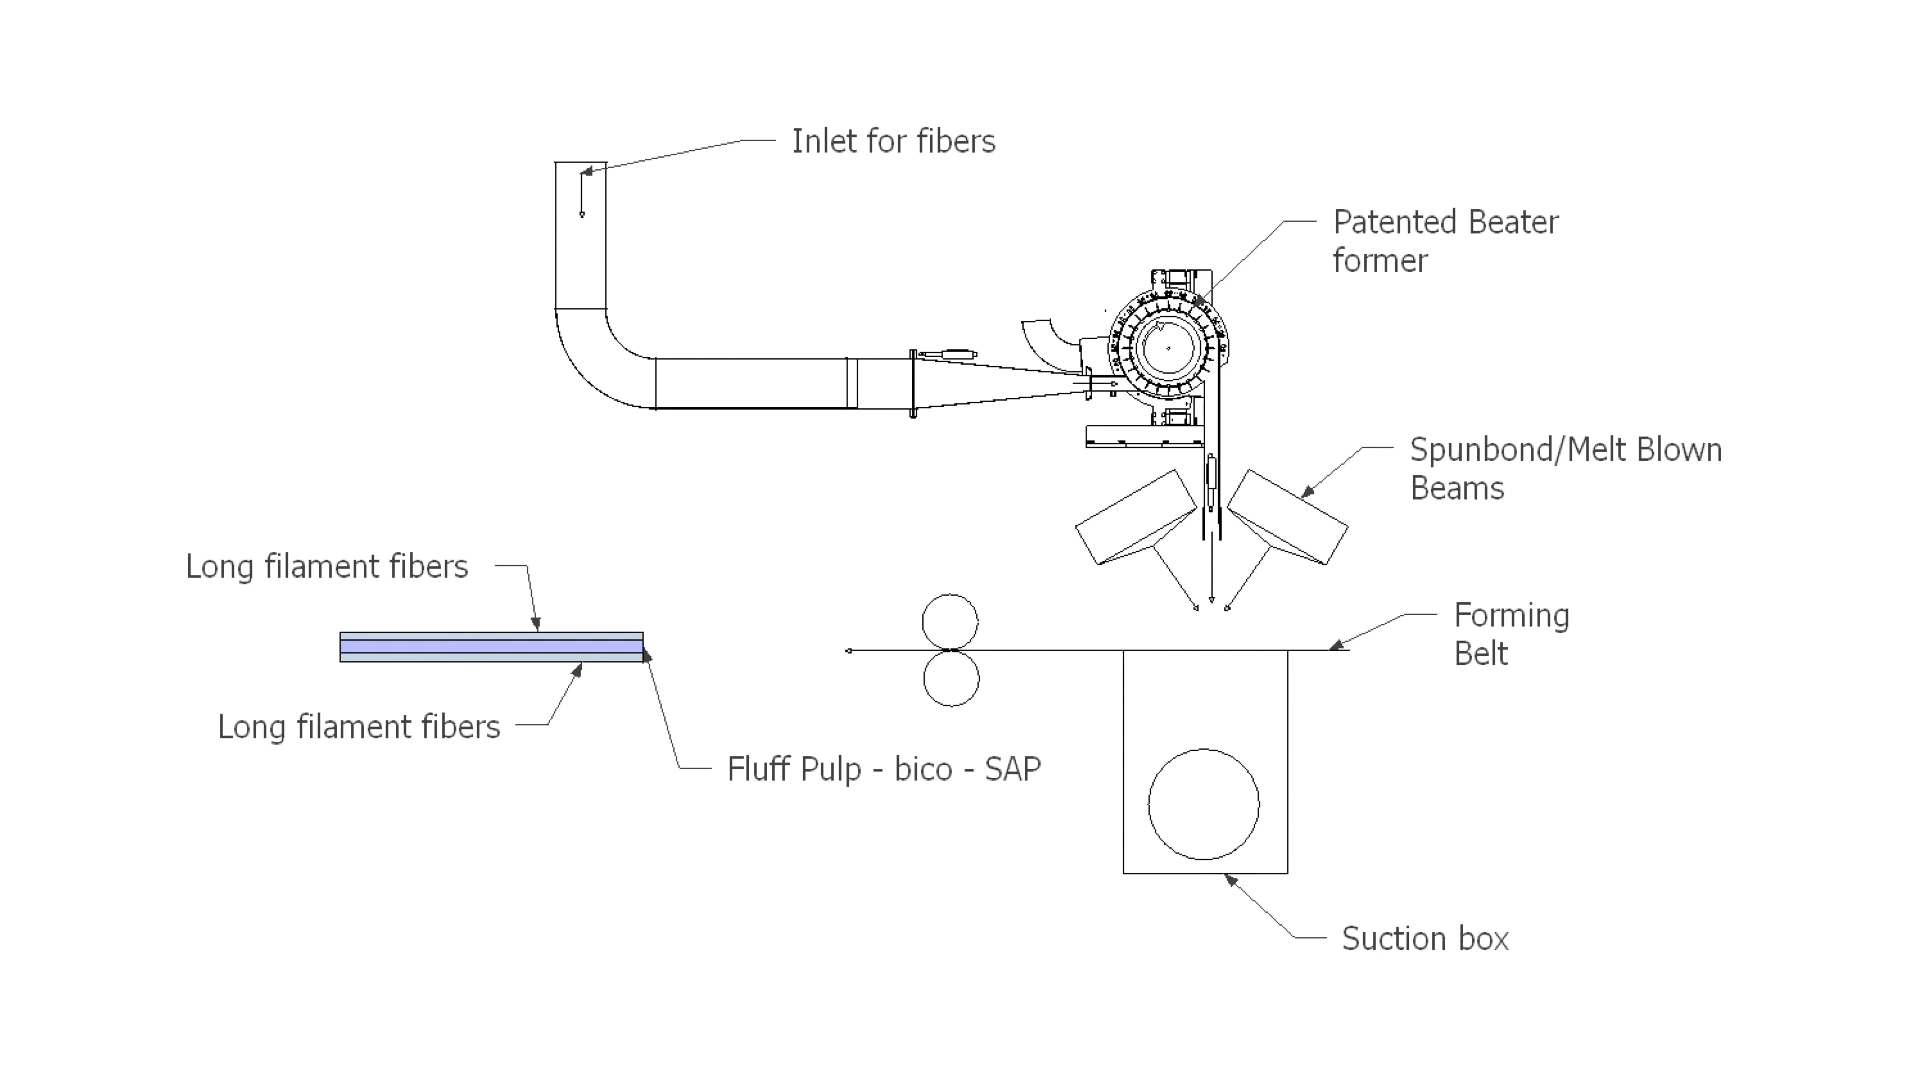 Inlet for fibers
Patented Beater
former
Spunbond/Melt Blown
Beams
Long filament fibers
Forming
Belt
Long filament fibers
Fluff Pulp - bico - SAP
Suction box